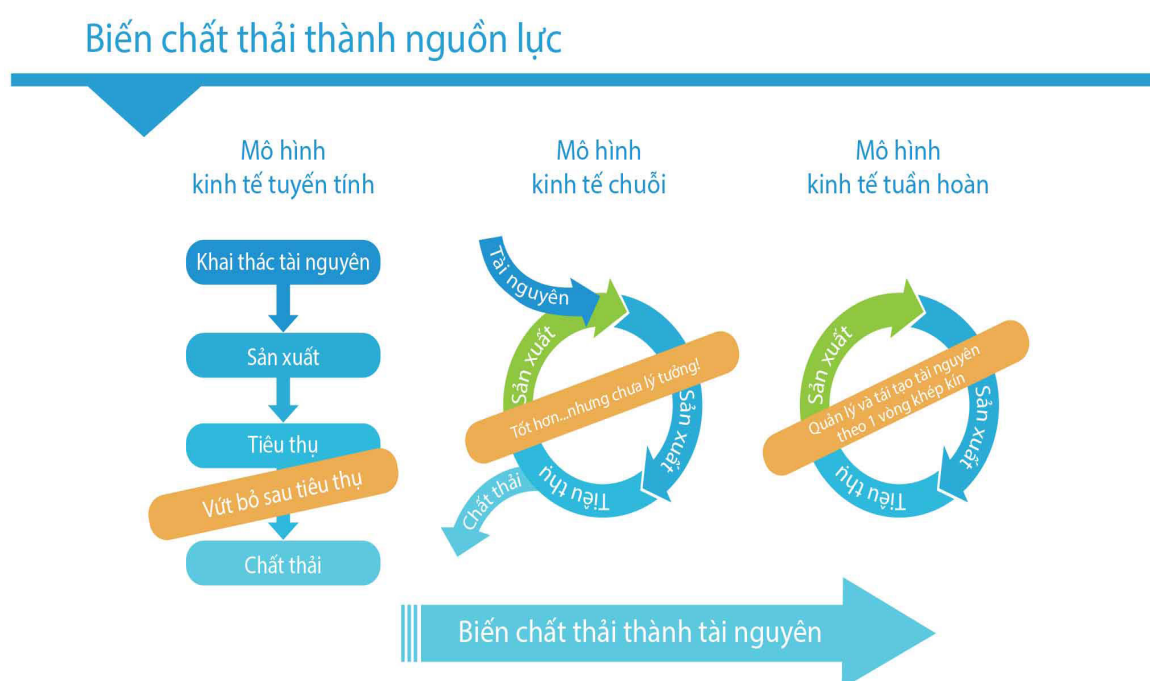 Biến chất thải thành nguồn lực
Mô hình
kinh tế tuyến tính
Khai thác tài nguyên
Sản xuất
Tiêu thụ
Vứt bỏ sau tiêu thụ
Chất thải
Mô hình
kinh tế chuỗi
Tài nguyên
Sản xuất
Tốt hơn...nhưng chưa lý tưởng!
Sản xuất
Tiêu thụ
Chất thải
Mô hình
kinh tế tuần hoàn
Sản xuất
Quản lý và tái tạo tài nguyên
theo 1 vòng khép kín
Sản xuất
Tiêu thụ
Biến chất thải thành tài nguyên